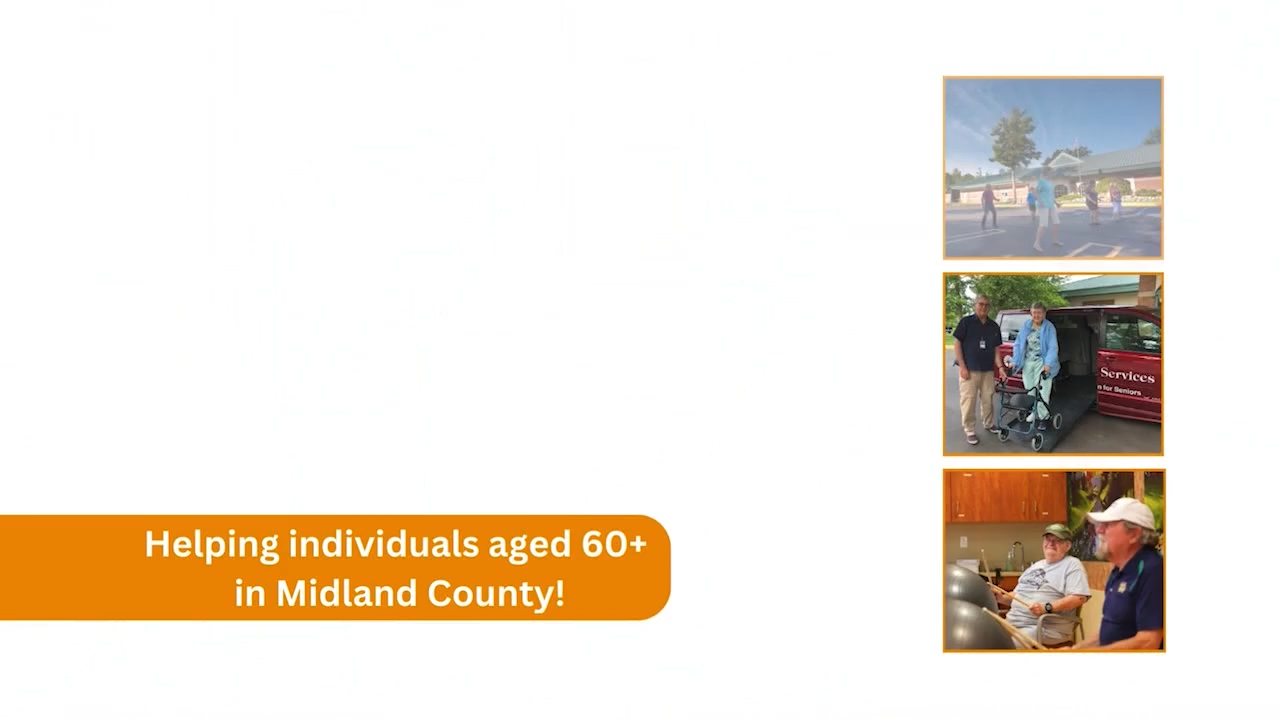 Helping individuals aged 60+
in Midland County!
Services
n for Seniors